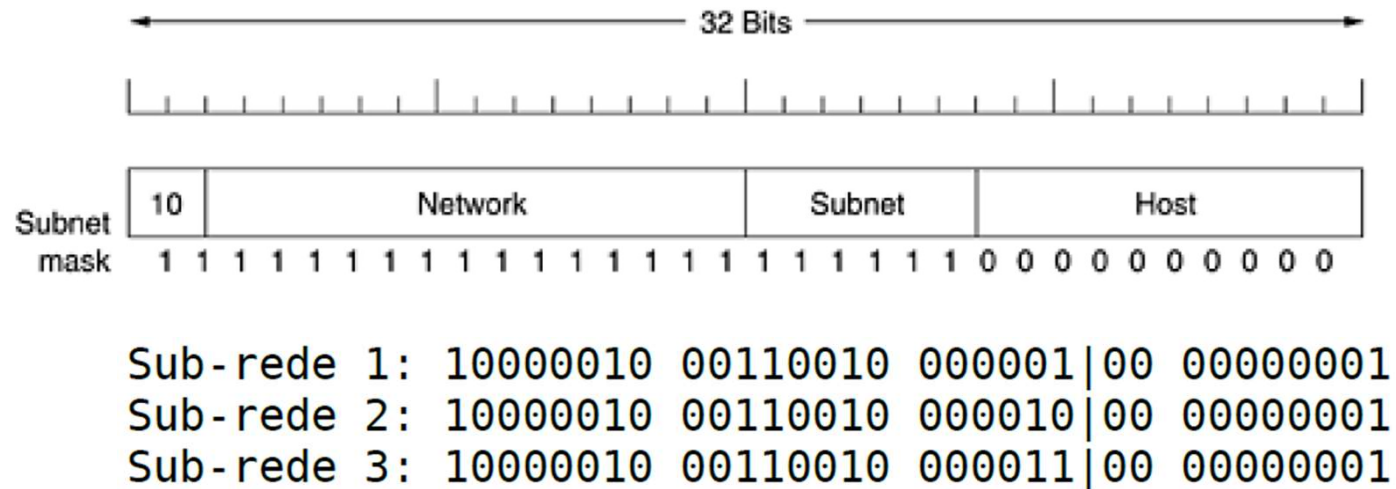 32 Bits
10 Network Subnet Host
Subnet
mask 1 1 1 1 1 1 1 1 1 1 1 1 1 1 1 1 1 1 1 1 1 1 0 0 0 0 0 0 0 0 0 0
Sub-rede 1: 10000010 00110010 000001|00 00000001
Sub-rede 2: 10000010 00110010 000010|00 00000001
Sub-rede 3: 10000010 00110010 000011|00 00000001